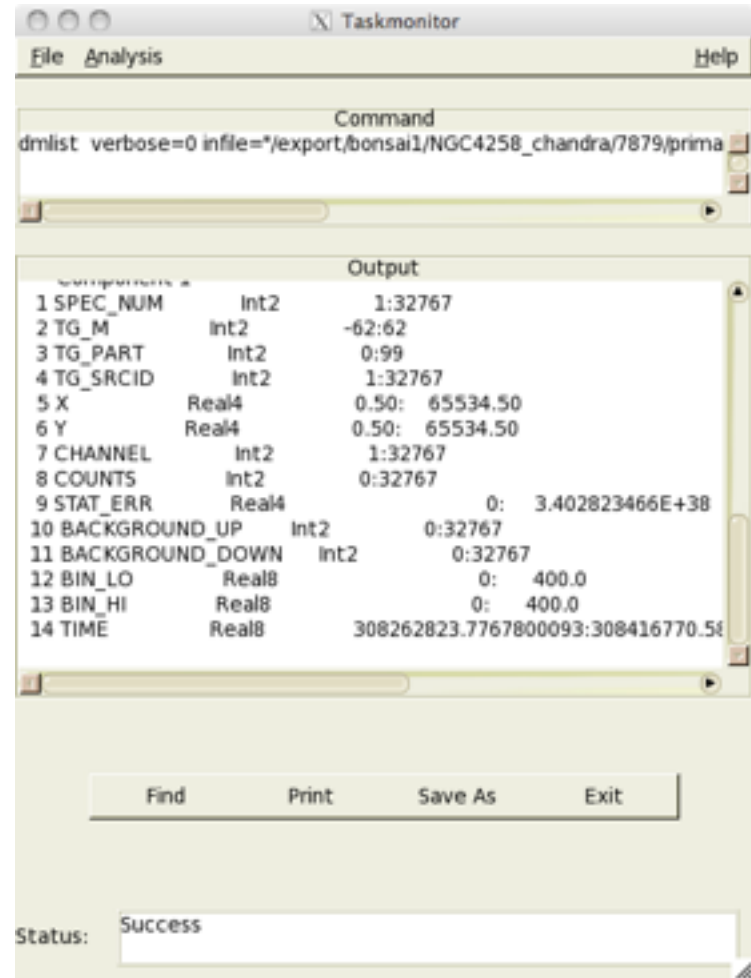 Taskmonitor
File Analysis Help
Command
dmlist verbose=0 infile="/export/bonsai1/NGC4258_chandra/7879/prima
Output
Component 1
1 SPEC_NUM Int2 1:32767
2 TG_M Int2 -62:62
3 TG_PART Int2 0:99
4 TG_SRCID Int2 1:32767
5 X Real4 0.50: 65534.50
6 Y Real4 0.50: 65534.50
7 CHANNEL Int2 1:32767
8 COUNTS Int2 0:32767
9 STAT_ERR Real4 0: 3.402823466E+38
10 BACKGROUND_UP Int2 0:32767
11 BACKGROUND_DOWN Int2 0:32767
12 BIN_LO Real8 0: 400.0
13 BIN_HI Real8 0: 400.0
14 TIME Real8 308262823.7767800093:308416770.58
Find Print Save As Exit
Status: Success